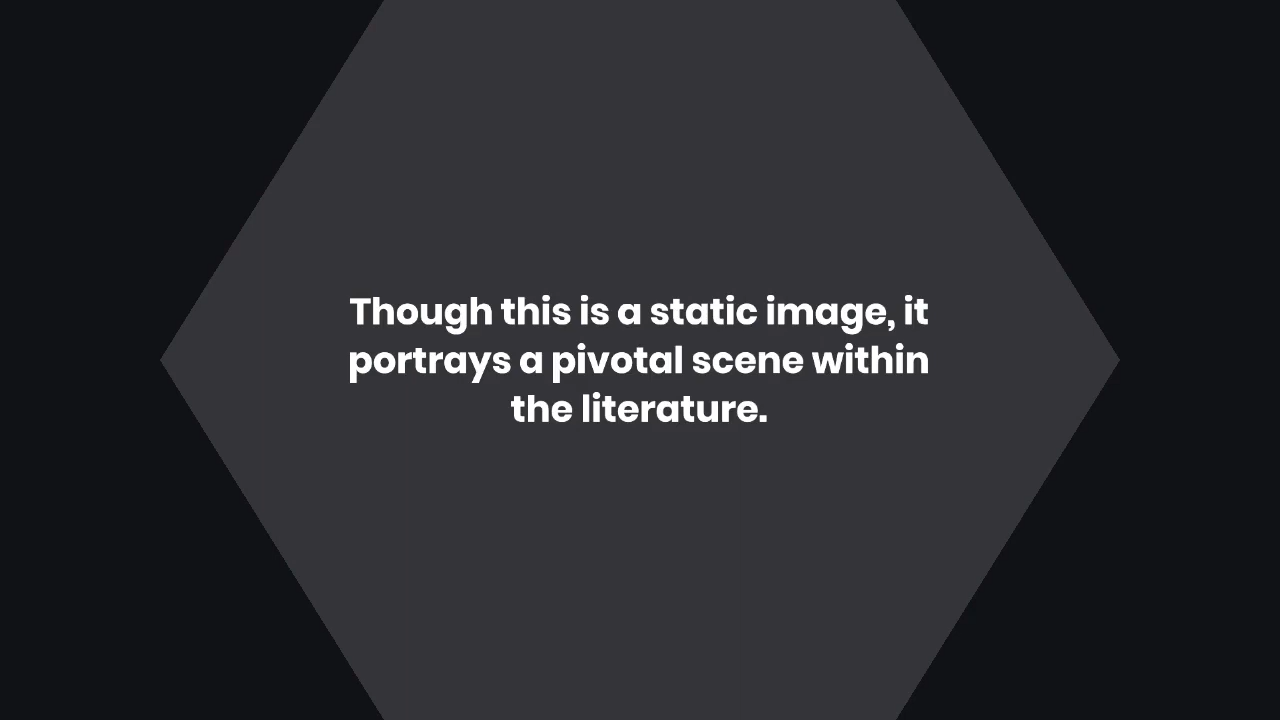 Though this is a static image, it
portrays a pivotal scene within
the literature.